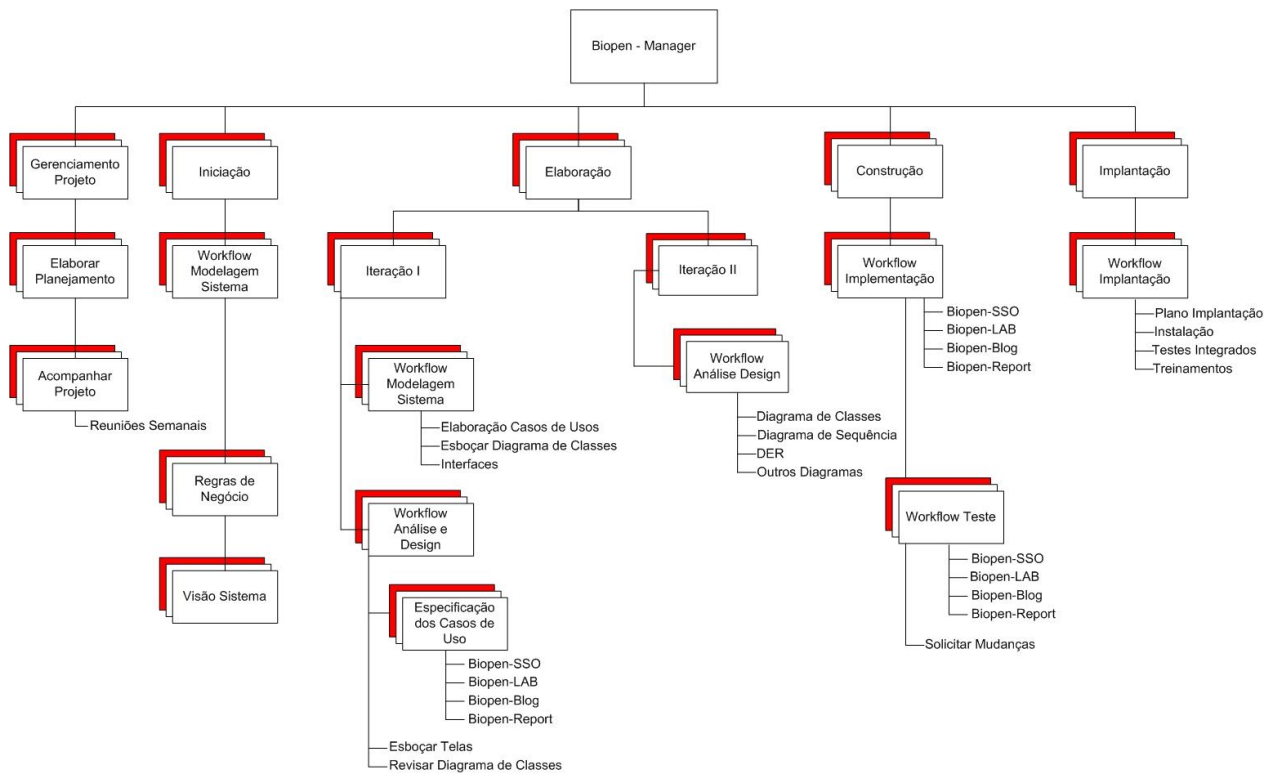 Biopen - Manager
Gerenciamento
Projeto
Elaborar
Planejamento
Acompanhar
Projeto
Reuniões Semanais
Iniciação
Workflow
Modelagem
Sistema
Regras de
Negócio
Visão Sistema
Elaboração
Iteração I
Workflow
Modelagem
Sistema
Elaboração Casos de Usos
Esboçar Diagrama de Classes
Interfaces
Workflow
Análise e
Design
Especificação
dos Casos de
Uso
Biopen-SSO
Biopen-LAB
Biopen-Blog
Biopen-Report
Esboçar Telas
Revisar Diagrama de Classes
Iteração II
Workflow
Análise Design
Diagrama de Classes
Diagrama de Sequência
DER
Outros Diagramas
Construção
Workflow
Implementação
Biopen-SSO
Biopen-LAB
Biopen-Blog
Biopen-Report
Workflow Teste
Biopen-SSO
Biopen-LAB
Biopen-Blog
Biopen-Report
Solicitar Mudanças
Implantação
Workflow
Implantação
Plano Implantação
Instalação
Testes Integrados
Treinamentos